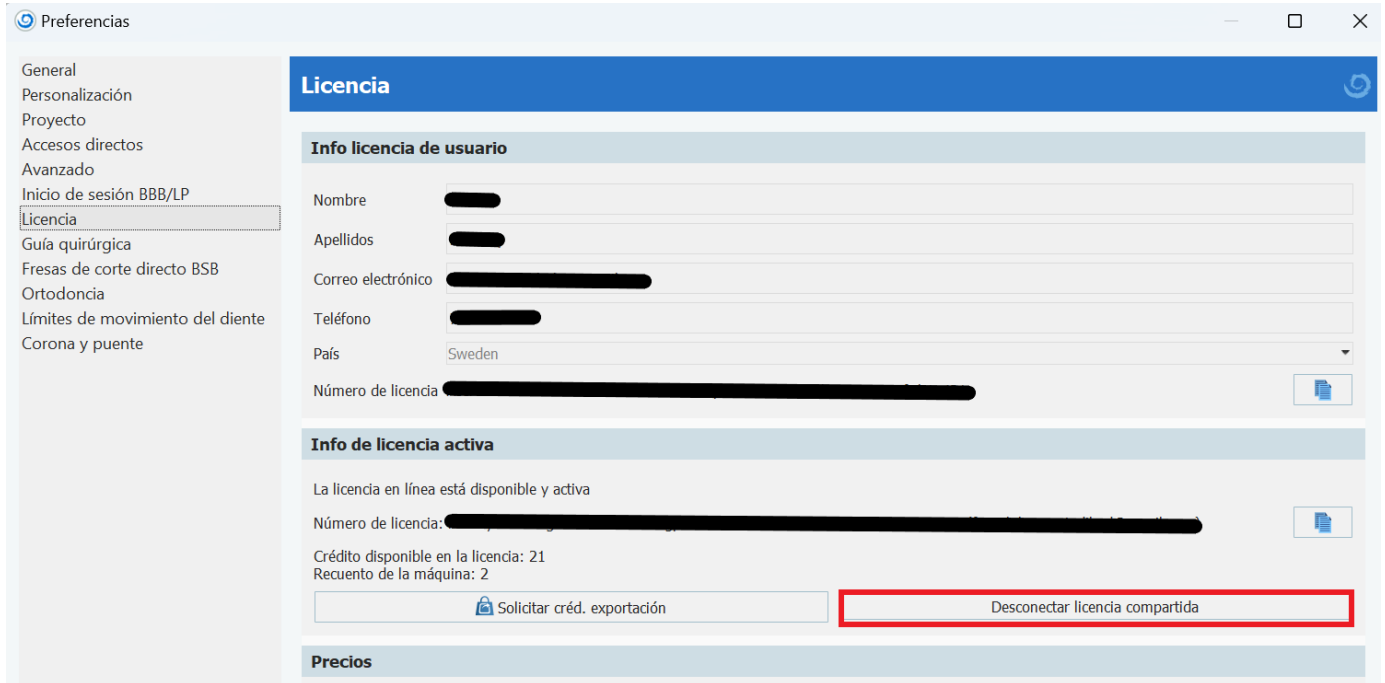 Preferencias
General
Personalización
Proyecto
Accesos directos
Avanzado
Inicio de sesión BBB/LP
Licencia
Guía quirúrgica
Fresas de corte directo BSB
Ortodoncia
Límites de movimiento del diente
Corona y puente
Licencia
Info licencia de usuario
Nombre
Apellidos
Correo electrónico
Teléfono
País Sweden
Número de licencia
Info de licencia activa
La licencia en línea está disponible y activa
Número de licencia:
Crédito disponible en la licencia: 21
Recuento de la máquina: 2
Solicitar créd. exportación Desconectar licencia compartida
Precios